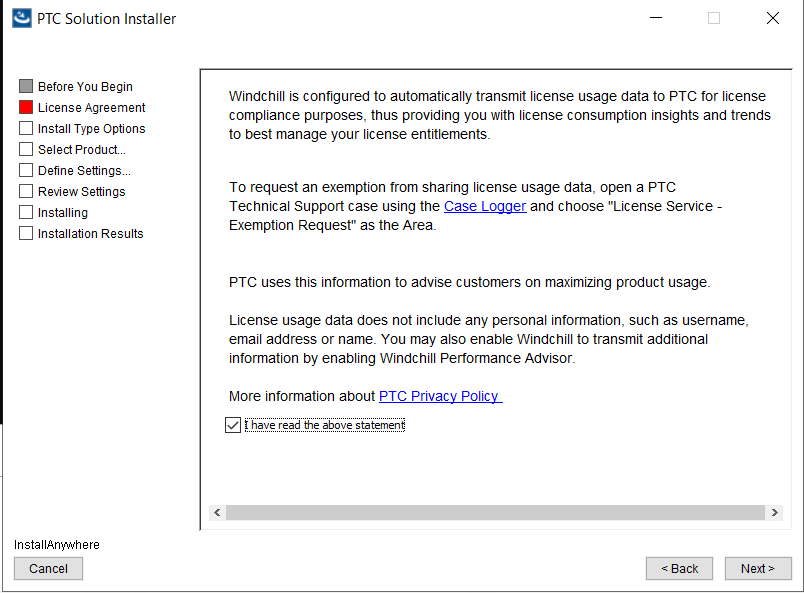 PTC Solution Installer
Before You Begin
License Agreement
Install Type Options
Select Product...
Define Settings...
Review Settings
Installing
Installation Results
Windchill is configured to automatically transmit license usage data to PTC for license
compliance purposes, thus providing you with license consumption insights and trends
to best manage your license entitlements.
To request an exemption from sharing license usage data, open a PTC
Technical Support case using the Case Logger and choose "License Service -
Exemption Request" as the Area.
PTC uses this information to advise customers on maximizing product usage.
License usage data does not include any personal information, such as username,
email address or name. You may also enable Windchill to transmit additional
information by enabling Windchill Performance Advisor.
More information about PTC Privacy Policy
I have read the above statement
InstallAnywhere
Cancel
< Back
Next >